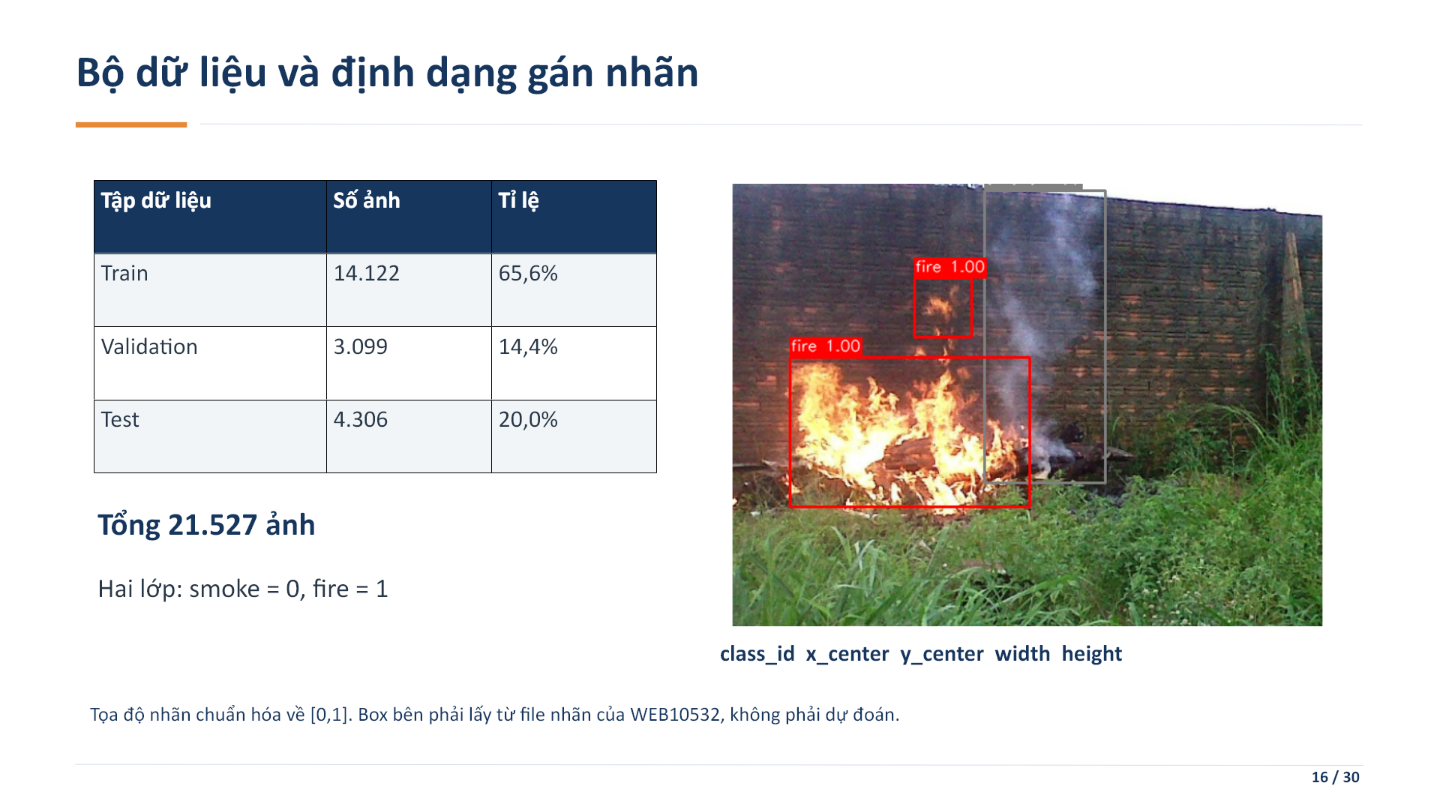 Bộ dữ liệu và định dạng gán nhãn
Tập dữ liệu Số ảnh Tỉ lệ
Train 14.122 65,6%
Validation 3.099 14,4%
Test 4.306 20,0%
Tổng 21.527 ảnh
Hai lớp: smoke = 0, fire = 1
fire 1.00
fire 1.00
class_id x_center y_center width height
Tọa độ nhãn chuẩn hóa về [0,1]. Box bên phải lấy từ file nhãn của WEB10532, không phải dự đoán.
16 / 30